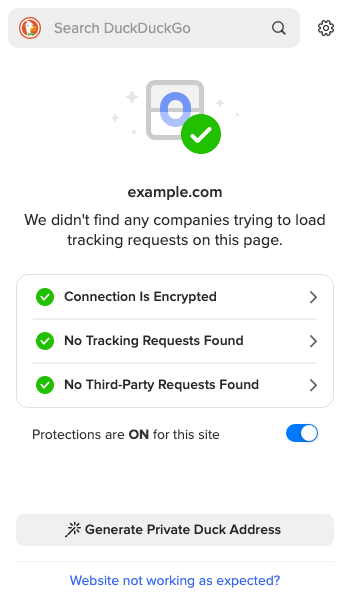 Search DuckDuckGo
example.com
We didn't find any companies trying to load
tracking requests on this page.
Connection Is Encrypted
No Tracking Requests Found
No Third-Party Requests Found
Protections are ON for this site
Generate Private Duck Address
Website not working as expected?